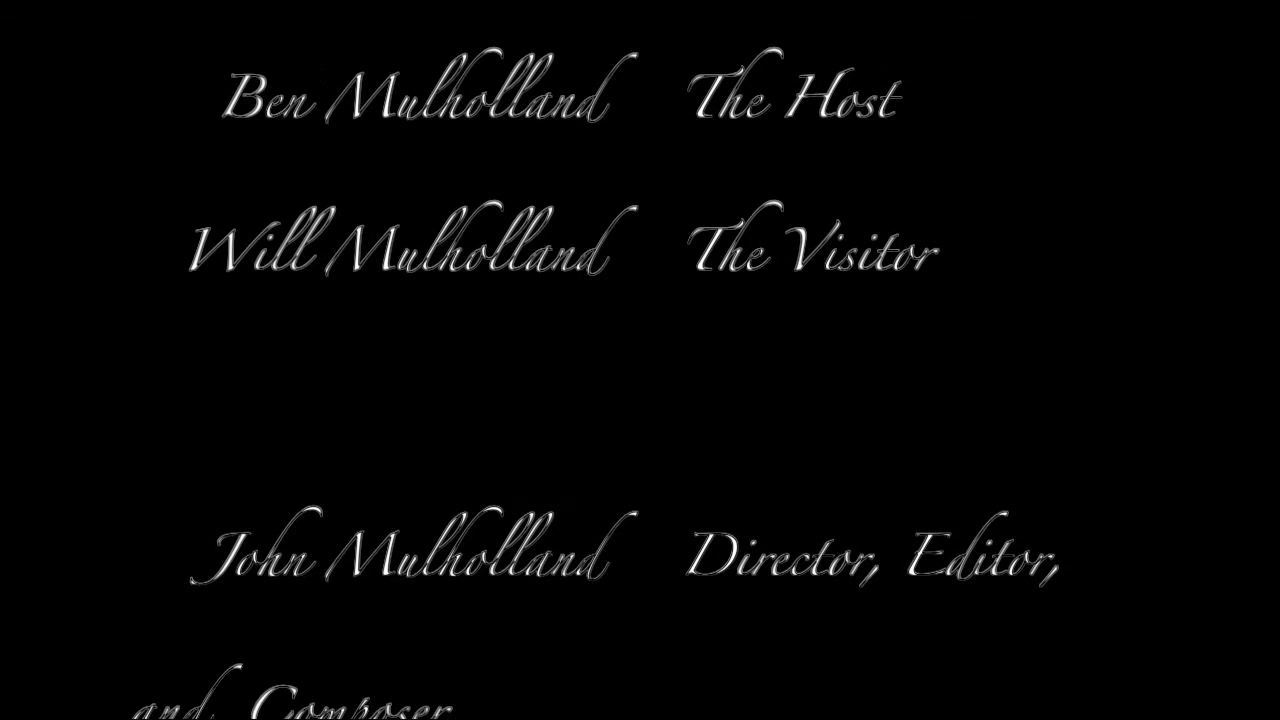 Ben Mulholland The Host
Will Mulholland The Visitor
John Mulholland Director, Editor,
and Composer